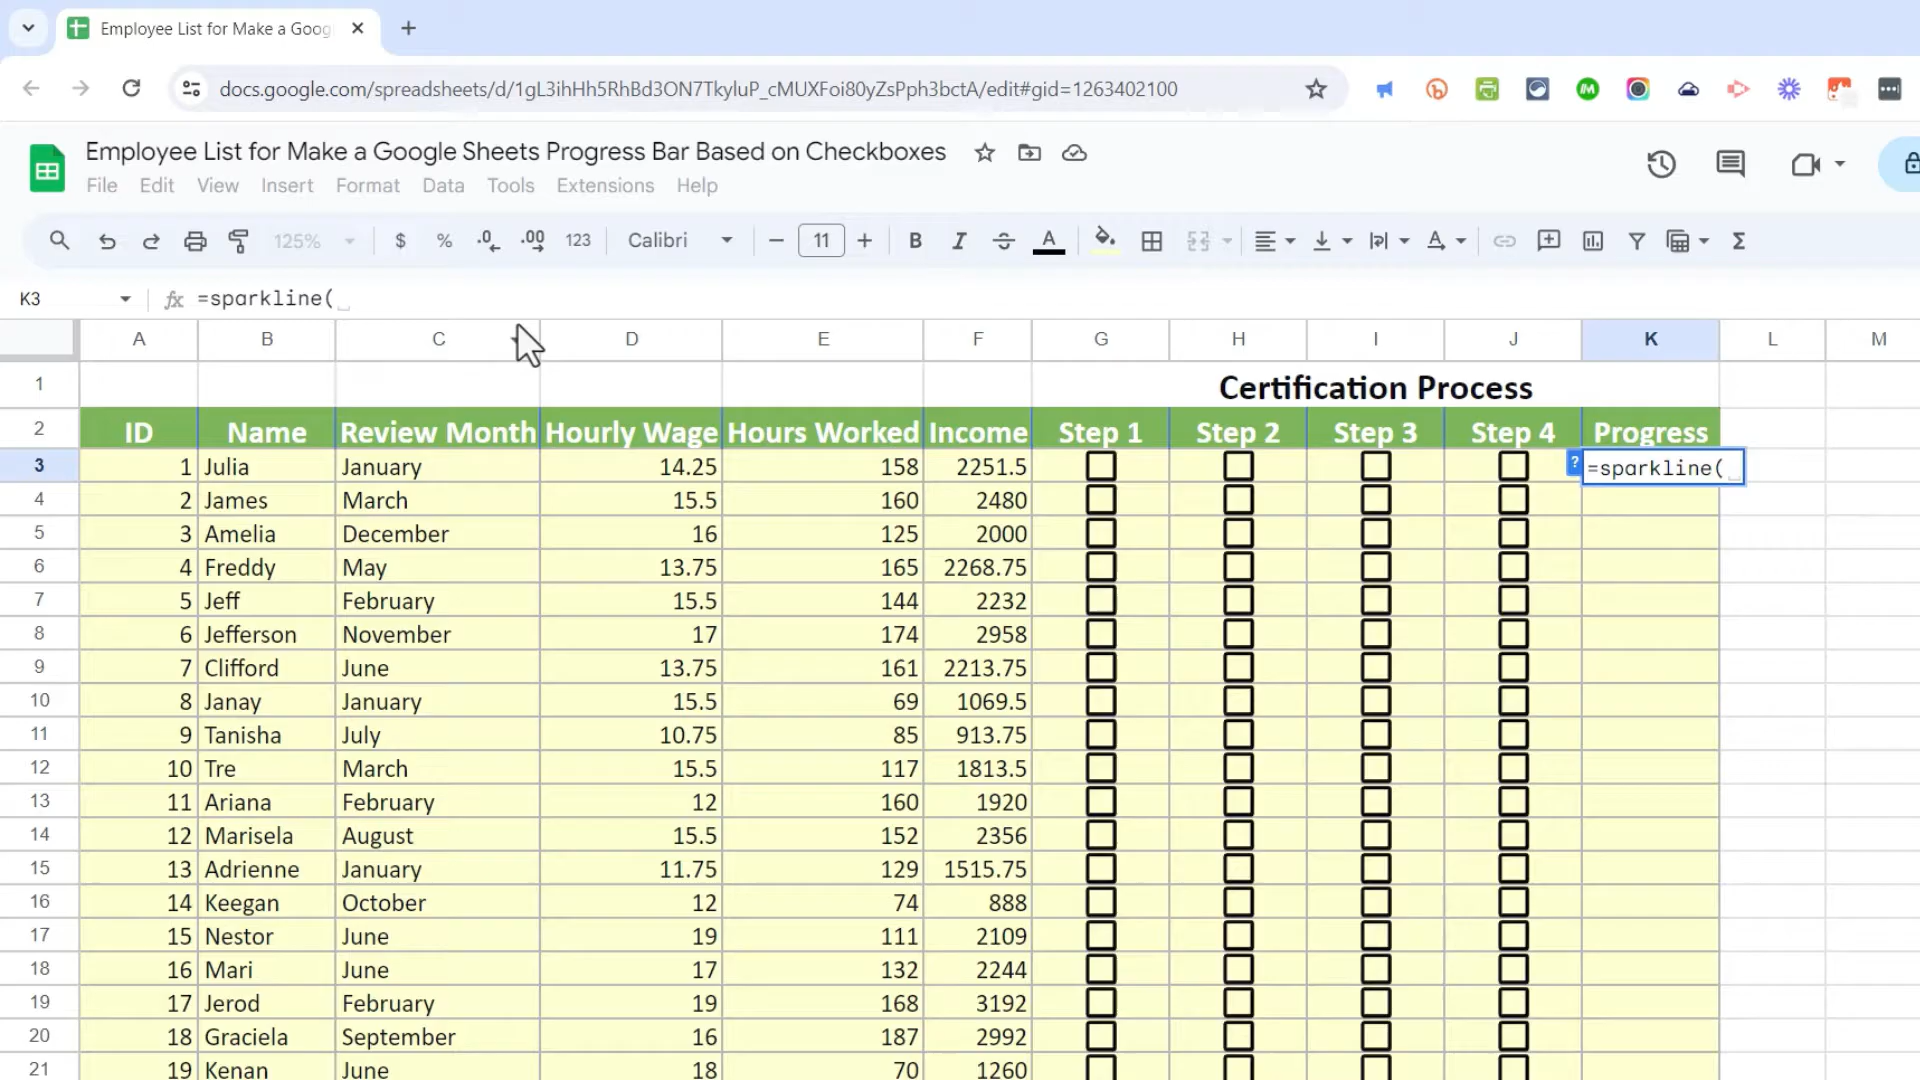 Employee List for Make a Goog
docs.google.com/spreadsheets/d/1gL3ihHh5RhBd3ON7TkyluP_cMUXFoi80yZsPph3bctA/edit#gid=1263402100
Employee List for Make a Google Sheets Progress Bar Based on Checkboxes
File Edit View Insert Format Data Tools Extensions Help
125% $ % .0 .00 123 Calibri 11 B I S A Σ
K3 fx =sparkline(
A B C D E F G H I J K L M
1 Certification Process
2 ID Name Review Month Hourly Wage Hours Worked Income Step 1 Step 2 Step 3 Step 4 Progress
3 1 Julia January 14.25 158 2251.5 ? =sparkline(
4 2 James March 15.5 160 2480
5 3 Amelia December 16 125 2000
6 4 Freddy May 13.75 165 2268.75
7 5 Jeff February 15.5 144 2232
8 6 Jefferson November 17 174 2958
9 7 Clifford June 13.75 161 2213.75
10 8 Janay January 15.5 69 1069.5
11 9 Tanisha July 10.75 85 913.75
12 10 Tre March 15.5 117 1813.5
13 11 Ariana February 12 160 1920
14 12 Marisela August 15.5 152 2356
15 13 Adrienne January 11.75 129 1515.75
16 14 Keegan October 12 74 888
17 15 Nestor June 19 111 2109
18 16 Mari June 17 132 2244
19 17 Jerod February 19 168 3192
20 18 Graciela September 16 187 2992
21 19 Kenan June 18 70 1260